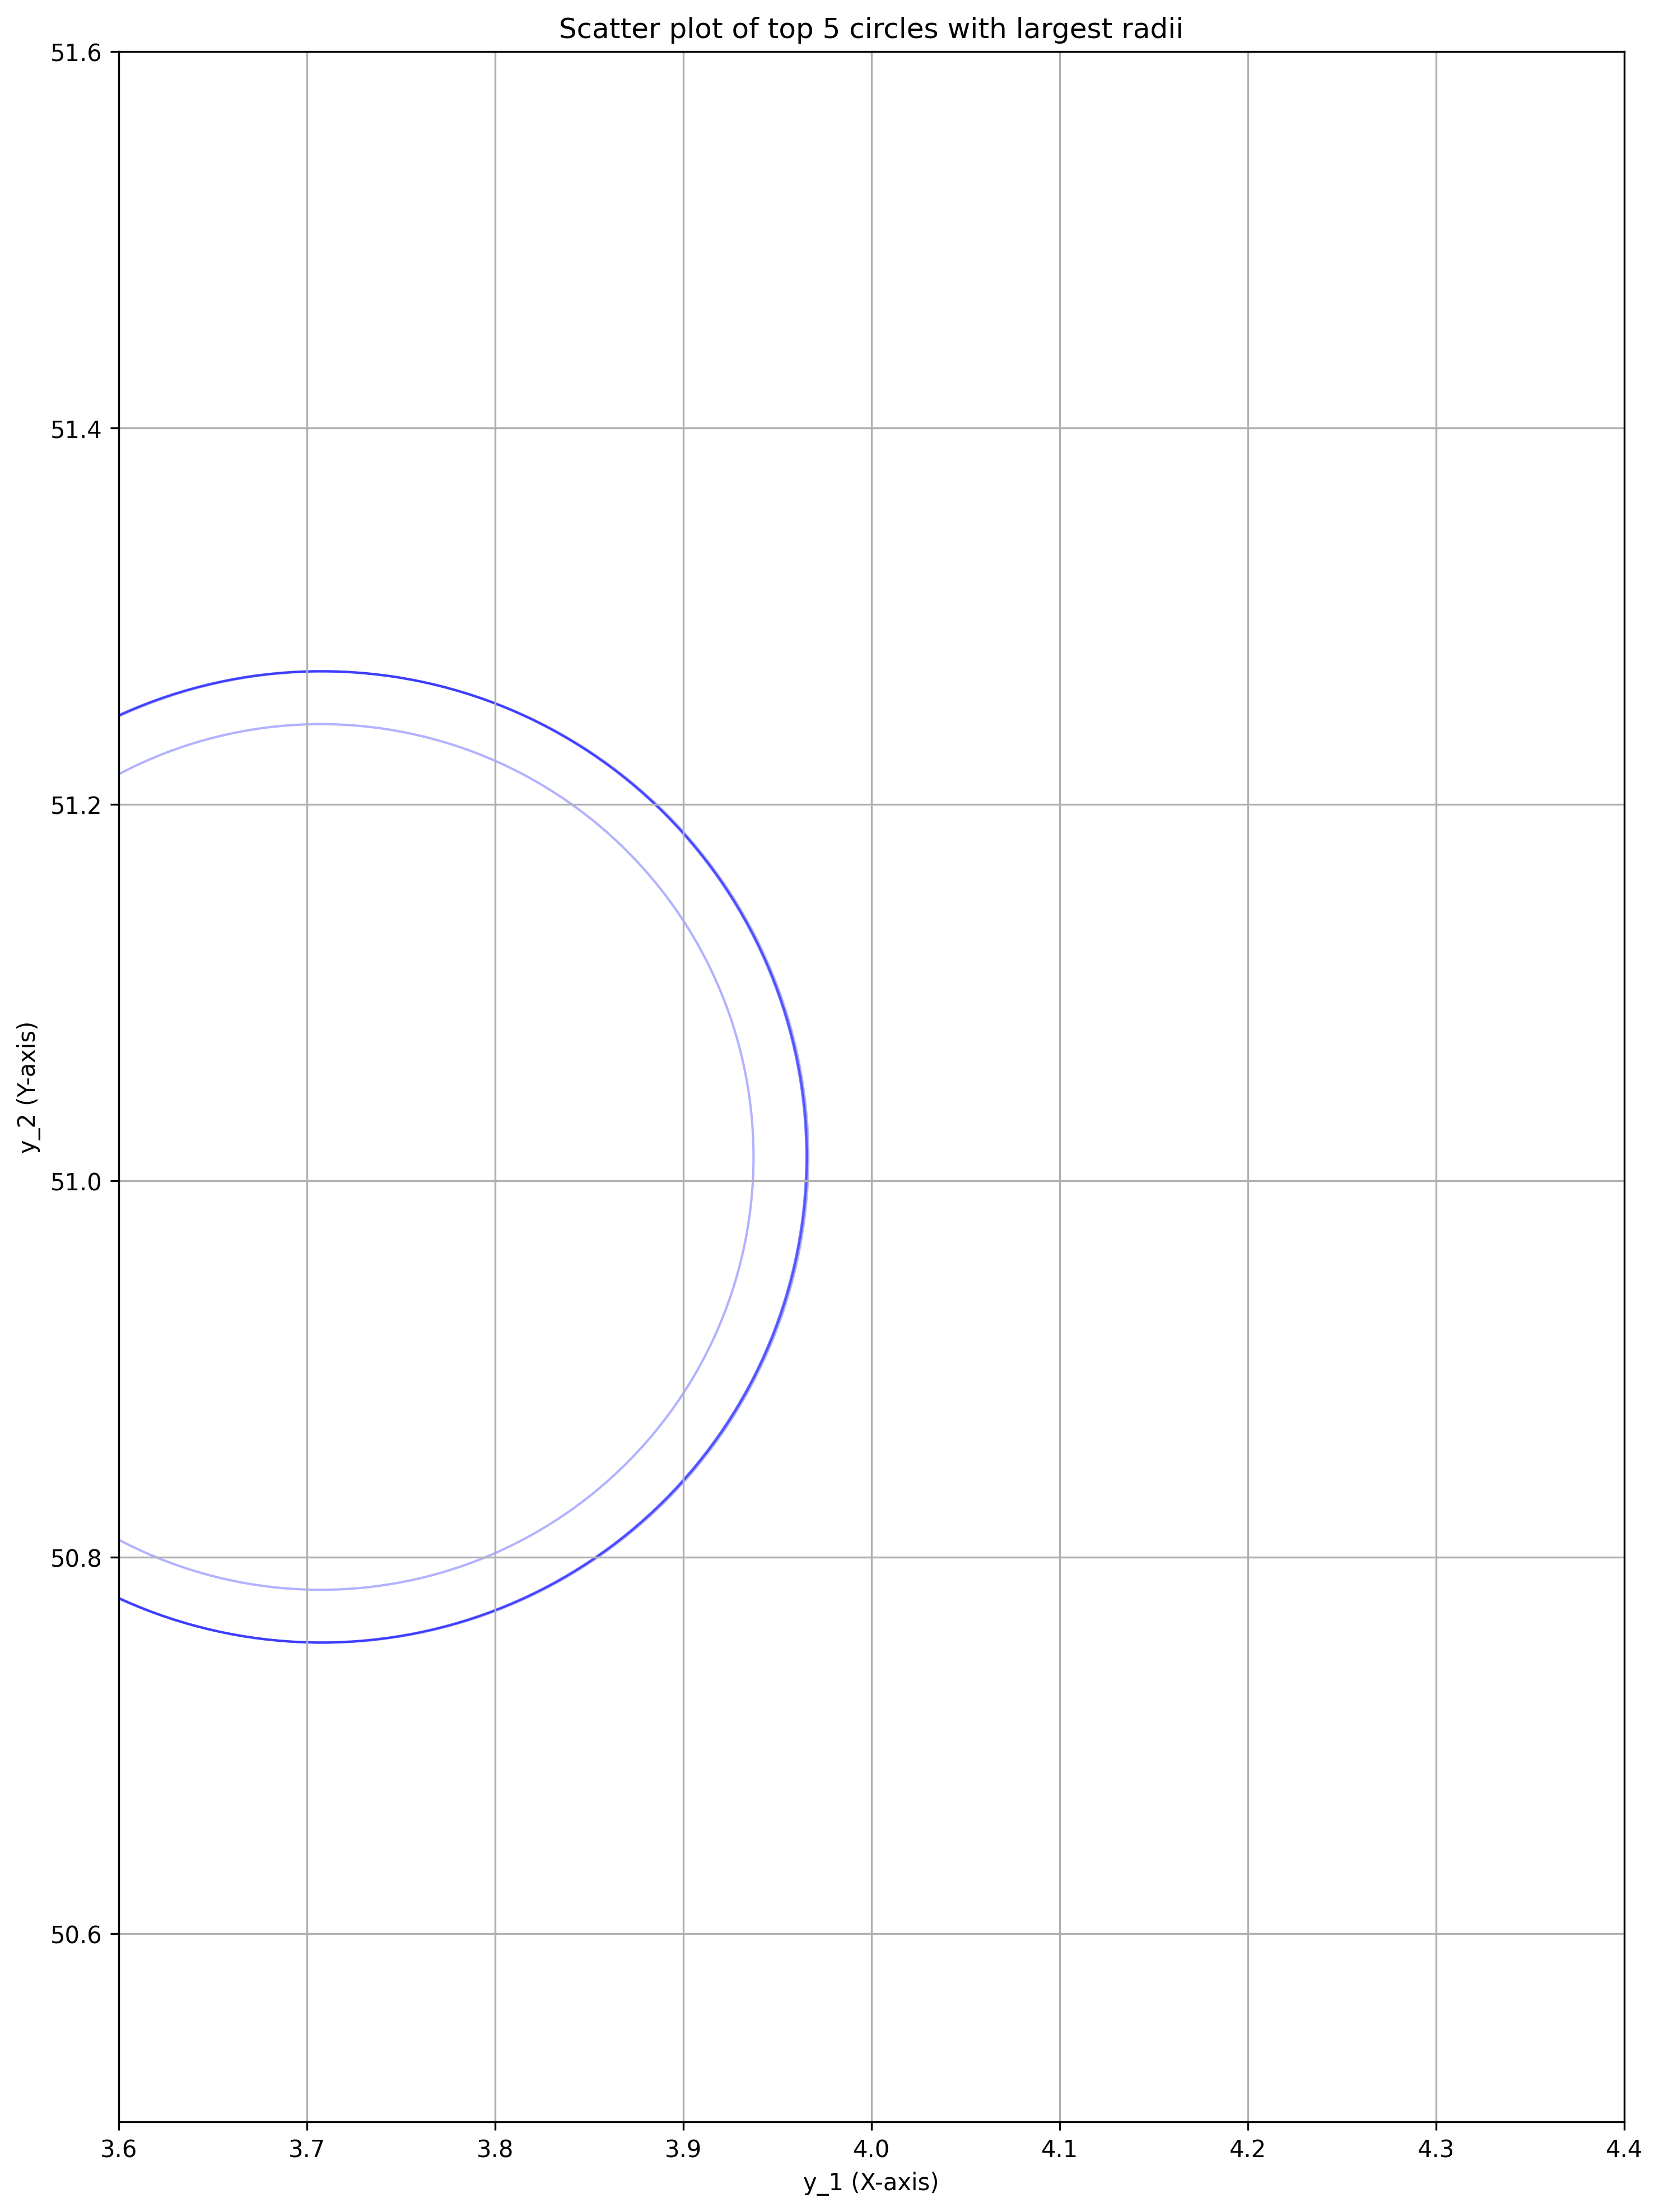 Scatter plot of top 5 circles with largest radii
51.6
51.4
51.2
51.0
50.8
50.6
y_2 (Y-axis)
3.6 3.7 3.8 3.9 4.0 4.1 4.2 4.3 4.4
y_1 (X-axis)